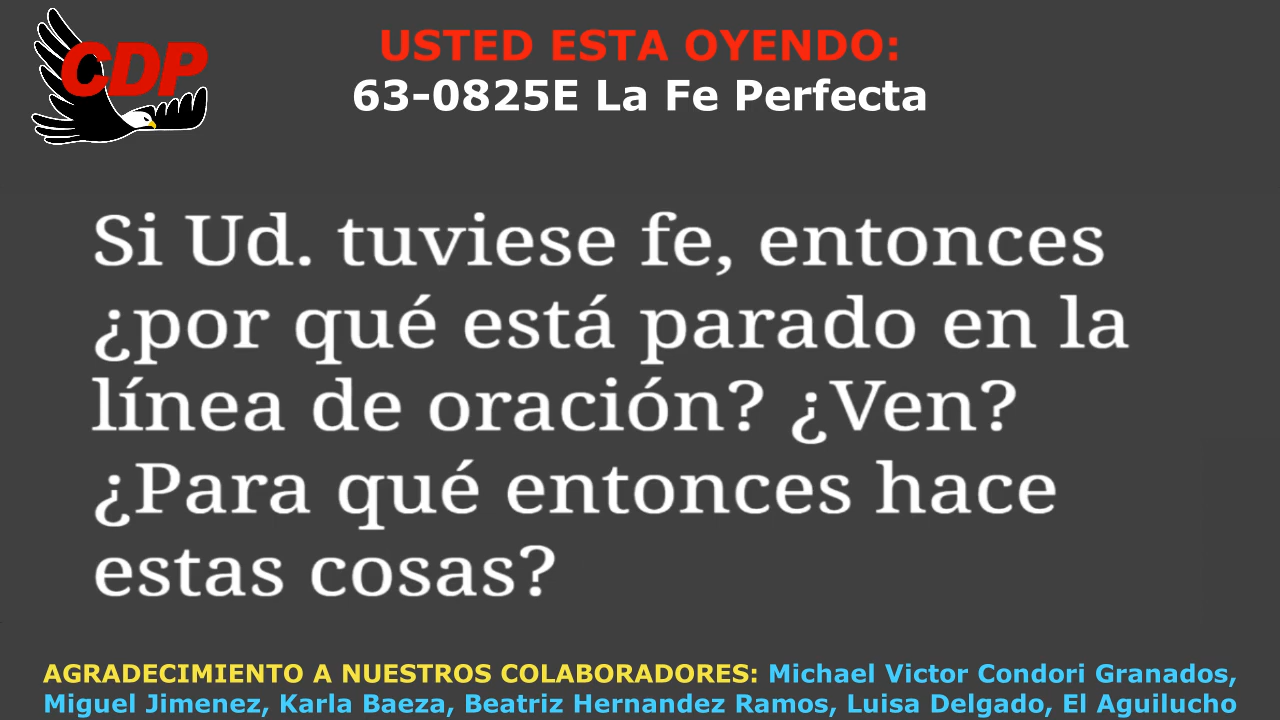 CDP
USTED ESTA OYENDO:
63-0825E La Fe Perfecta
Si Ud. tuviese fe, entonces
¿por qué está parado en la
línea de oración? ¿Ven?
¿Para qué entonces hace
estas cosas?
AGRADECIMIENTO A NUESTROS COLABORADORES: Michael Victor Condori Granados,
Miguel Jimenez, Karla Baeza, Beatriz Hernandez Ramos, Luisa Delgado, El Aguilucho